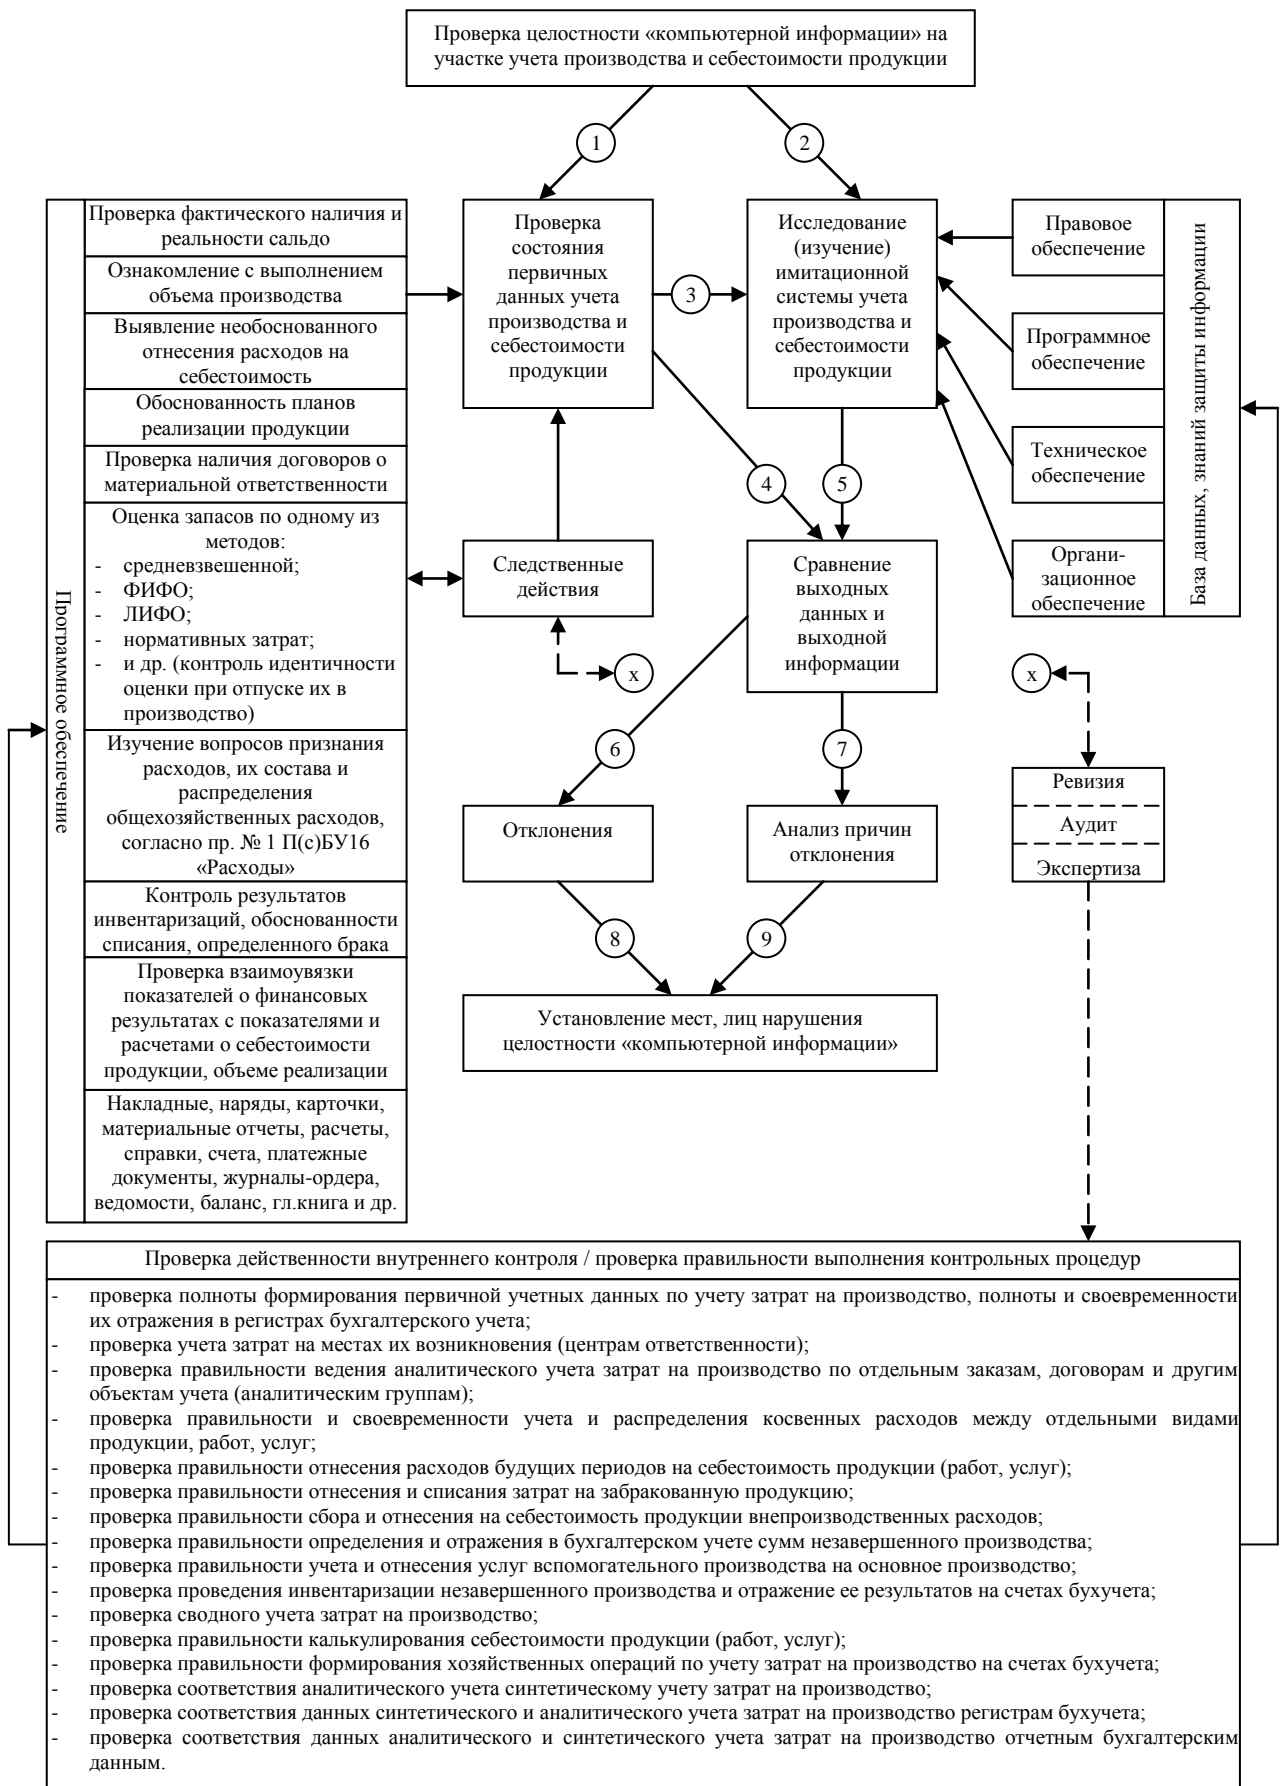 Проверка целостности «компьютерной информации» на
участке учета производства и себестоимости продукции
1
2
Программное обеспечение
Проверка фактического наличия и
реальности сальдо
Ознакомление с выполнением
объема производства
Выявление необоснованного
отнесения расходов на
себестоимость
Обоснованность планов
реализации продукции
Проверка наличия договоров о
материальной ответственности
Оценка запасов по одному из
методов:
- средневзвешенной;
- ФИФО;
- ЛИФО;
- нормативных затрат;
- и др. (контроль идентичности
оценки при отпуске их в
производство)
Изучение вопросов признания
расходов, их состава и
распределения
общехозяйственных расходов,
согласно пр. № 1 П(с)БУ16
«Расходы»
Контроль результатов
инвентаризаций, обоснованности
списания, определенного брака
Проверка взаимоувязки
показателей о финансовых
результатах с показателями и
расчетами о себестоимости
продукции, объеме реализации
Накладные, наряды, карточки,
материальные отчеты, расчеты,
справки, счета, платежные
документы, журналы-ордера,
ведомости, баланс, гл.книга и др.
Проверка
состояния
первичных
данных учета
производства и
себестоимости
продукции
3
Исследование
(изучение)
имитационной
системы учета
производства и
себестоимости
продукции
Правовое
обеспечение
Программное
обеспечение
Техническое
обеспечение
Органи-
зационное
обеспечение
База данных, знаний защиты информации
4
5
Следственные
действия
х
Сравнение
выходных
данных и
выходной
информации
х
6
7
Отклонения
Анализ причин
отклонения
Ревизия
Аудит
Экспертиза
8
9
Установление мест, лиц нарушения
целостности «компьютерной информации»
Проверка действенности внутреннего контроля / проверка правильности выполнения контрольных процедур
- проверка полноты формирования первичной учетных данных по учету затрат на производство, полноты и своевременности
их отражения в регистрах бухгалтерского учета;
- проверка учета затрат на местах их возникновения (центрам ответственности);
- проверка правильности ведения аналитического учета затрат на производство по отдельным заказам, договорам и другим
объектам учета (аналитическим группам);
- проверка правильности и своевременности учета и распределения косвенных расходов между отдельными видами
продукции, работ, услуг;
- проверка правильности отнесения расходов будущих периодов на себестоимость продукции (работ, услуг);
- проверка правильности отнесения и списания затрат на забракованную продукцию;
- проверка правильности сбора и отнесения на себестоимость продукции внепроизводственных расходов;
- проверка правильности определения и отражения в бухгалтерском учете сумм незавершенного производства;
- проверка правильности учета и отнесения услуг вспомогательного производства на основное производство;
- проверка проведения инвентаризации незавершенного производства и отражение ее результатов на счетах бухучета;
- проверка сводного учета затрат на производство;
- проверка правильности калькулирования себестоимости продукции (работ, услуг);
- проверка правильности формирования хозяйственных операций по учету затрат на производство на счетах бухучета;
- проверка соответствия аналитического учета синтетическому учету затрат на производство;
- проверка соответствия данных синтетического и аналитического учета затрат на производство регистрам бухучета;
- проверка соответствия данных аналитического и синтетического учета затрат на производство отчетным бухгалтерским
данным.